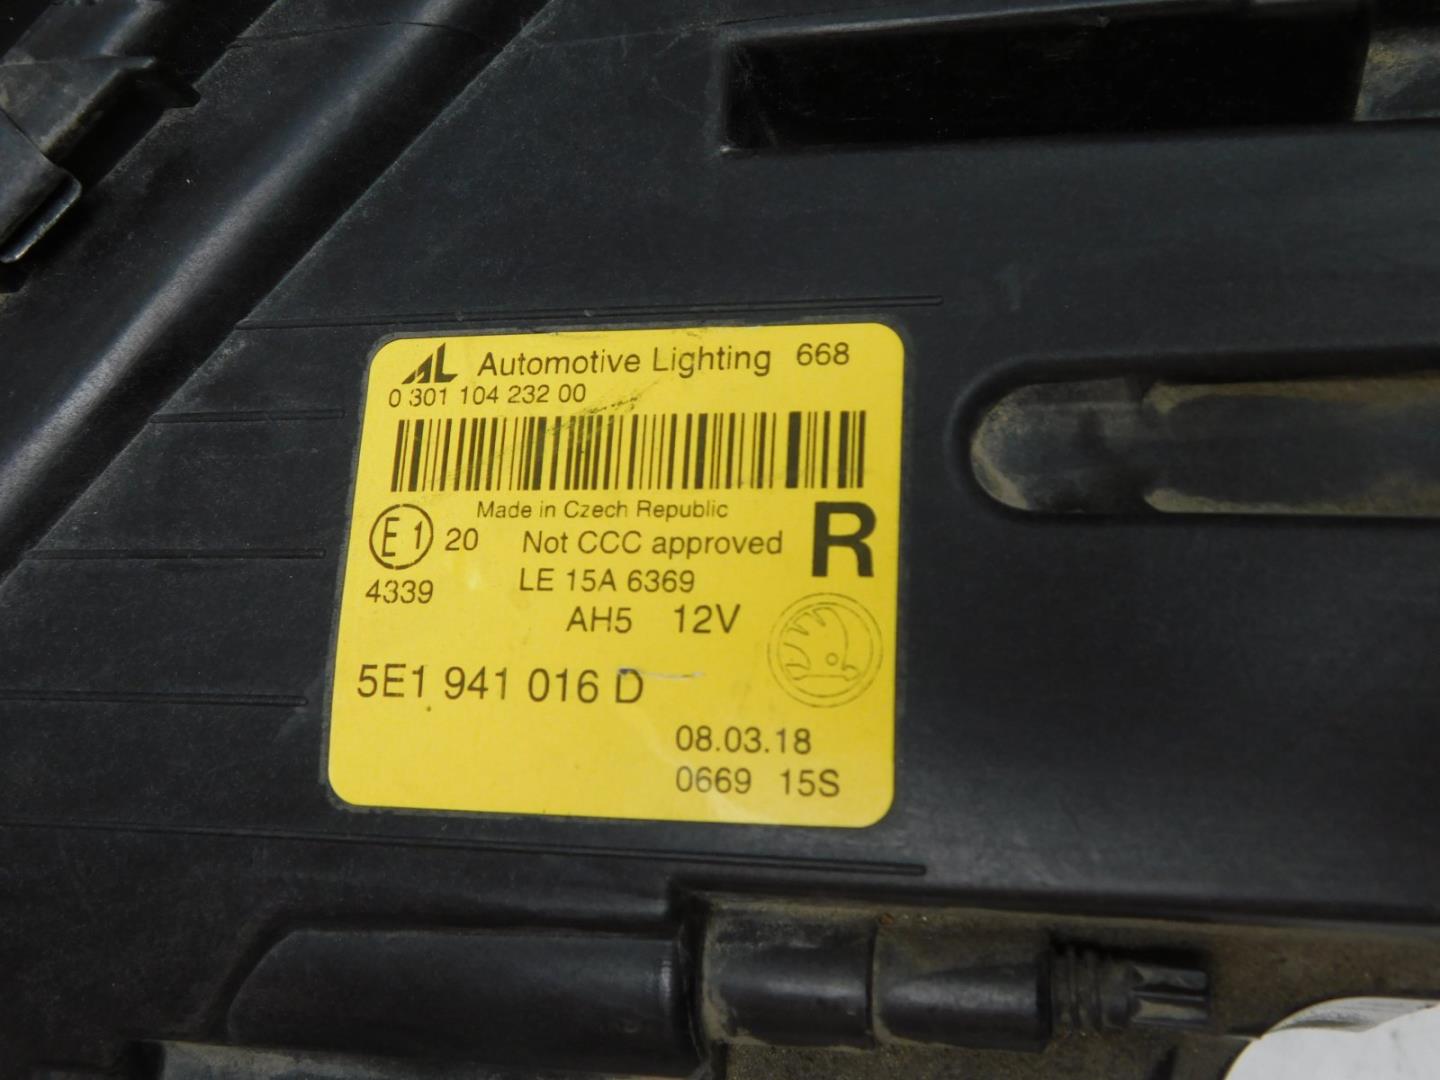 AL Automotive Lighting 668
0 301 104 232 00
Made in Czech Republic
E1 20 Not CCC approved R
4339 LE 15A 6369
AH5 12V
5E1 941 016 D
08.03.18
0669 15S